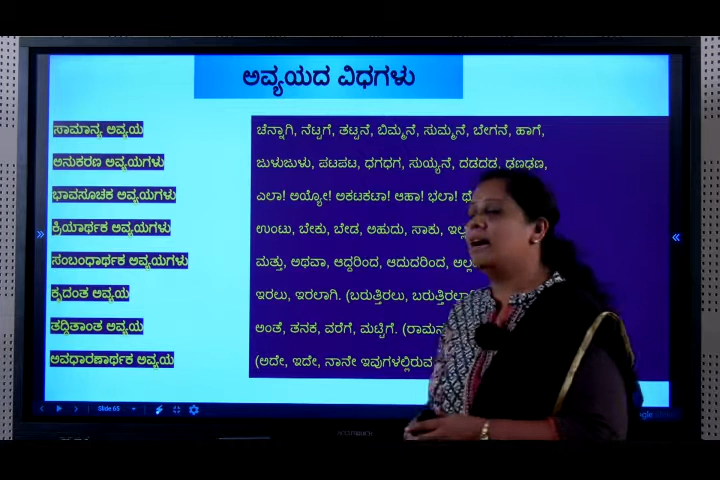 ಅವ್ಯಯದ ವಿಧಗಳು
ಸಾಮಾನ್ಯ ಅವ್ಯಯ ಚೆನ್ನಾಗಿ, ನೆಟ್ಟಗೆ, ತಟ್ಟನೆ, ಬಿಮ್ಮನೆ, ಸುಮ್ಮನೆ, ಬೇಗನೆ, ಹಾಗೆ,
ಅನುಕರಣ ಅವ್ಯಯಗಳು ಜುಳುಜುಳು, ಪಟಪಟ, ಧಗಧಗ, ಸುಯ್ಯನೆ, ದಡದಡ, ಢಣಢಣ,
ಭಾವಸೂಚಕ ಅವ್ಯಯಗಳು ಎಲಾ! ಅಯ್ಯೋ! ಅಕಟಕಟಾ! ಆಹಾ! ಭಲಾ!
ಕ್ರಿಯಾರ್ಥಕ ಅವ್ಯಯಗಳು ಉಂಟು, ಬೇಕು, ಬೇಡ, ಅಹುದು, ಸಾಕು,
ಸಂಬಂಧಾರ್ಥಕ ಅವ್ಯಯಗಳು ಮತ್ತು, ಅಥವಾ, ಆದ್ದರಿಂದ, ಆದುದರಿಂದ,
ಕೃದಂತ ಅವ್ಯಯ ಇರಲು, ಇರಲಾಗಿ. (ಬರುತ್ತಿರಲು,
ತದ್ಧಿತಾಂತ ಅವ್ಯಯ ಅಂತೆ, ತನಕ, ವರೆಗೆ, ಮಟ್ಟಿಗೆ.
ಅವಧಾರಣಾರ್ಥಕ ಅವ್ಯಯ (ಅದೇ, ಇದೇ, ನಾನೇ ಇವುಗಳಲ್ಲಿರುವ
Slide 65